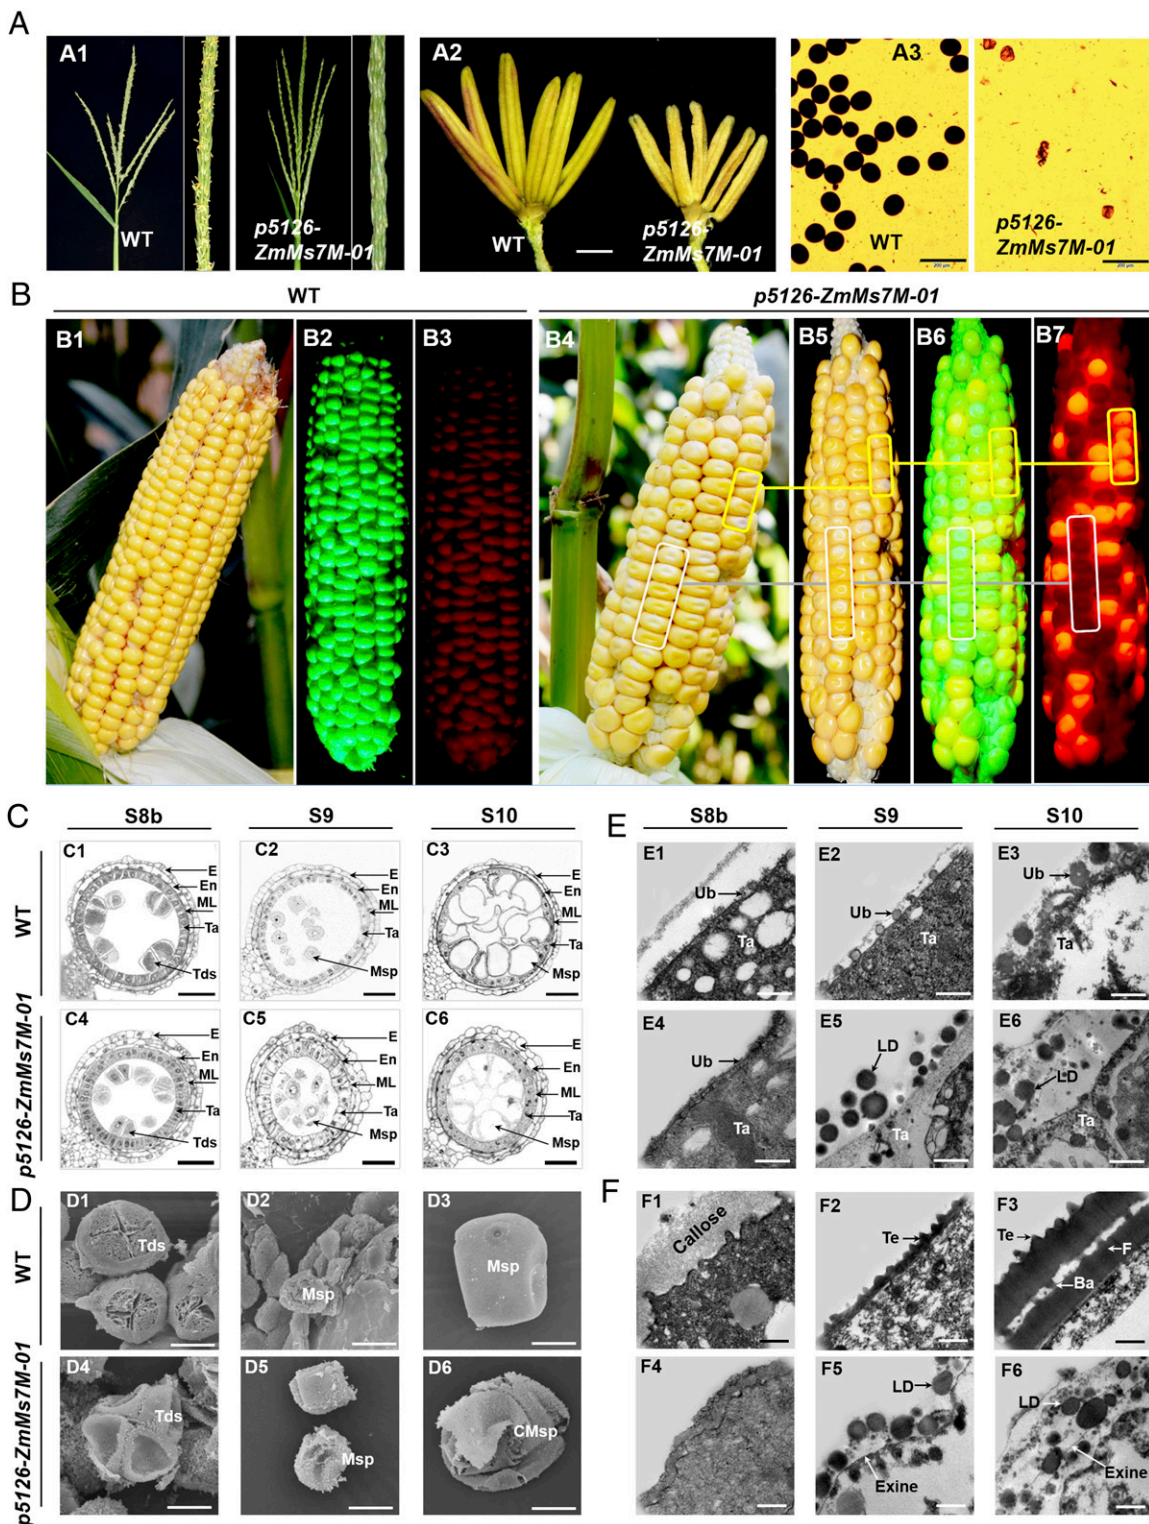 A
A1
WT
p5126-
ZmMs7M-01
A2
WT
p5126-
ZmMs7M-01
A3
WT
200 μm
p5126-
ZmMs7M-01
200 μm
B
WT
p5126-ZmMs7M-01
B1
B2
B3
B4
B5
B6
B7
C
S8b
S9
S10
WT
C1
E
En
ML
Ta
Tds
C2
E
En
ML
Ta
Msp
C3
E
En
ML
Ta
Msp
p5126-ZmMs7M-01
C4
E
En
ML
Ta
Tds
C5
E
En
ML
Ta
Msp
C6
E
En
ML
Ta
Msp
D
WT
D1
Tds
D2
Msp
D3
Msp
p5126-ZmMs7M-01
D4
Tds
D5
Msp
D6
CMsp
E
S8b
S9
S10
E1
Ub
Ta
E2
Ub
Ta
E3
Ub
Ta
E4
Ub
Ta
E5
LD
Ta
E6
LD
Ta
F
F1
Callose
F2
Te
F3
Te
F
Ba
F4
F5
LD
Exine
F6
LD
Exine